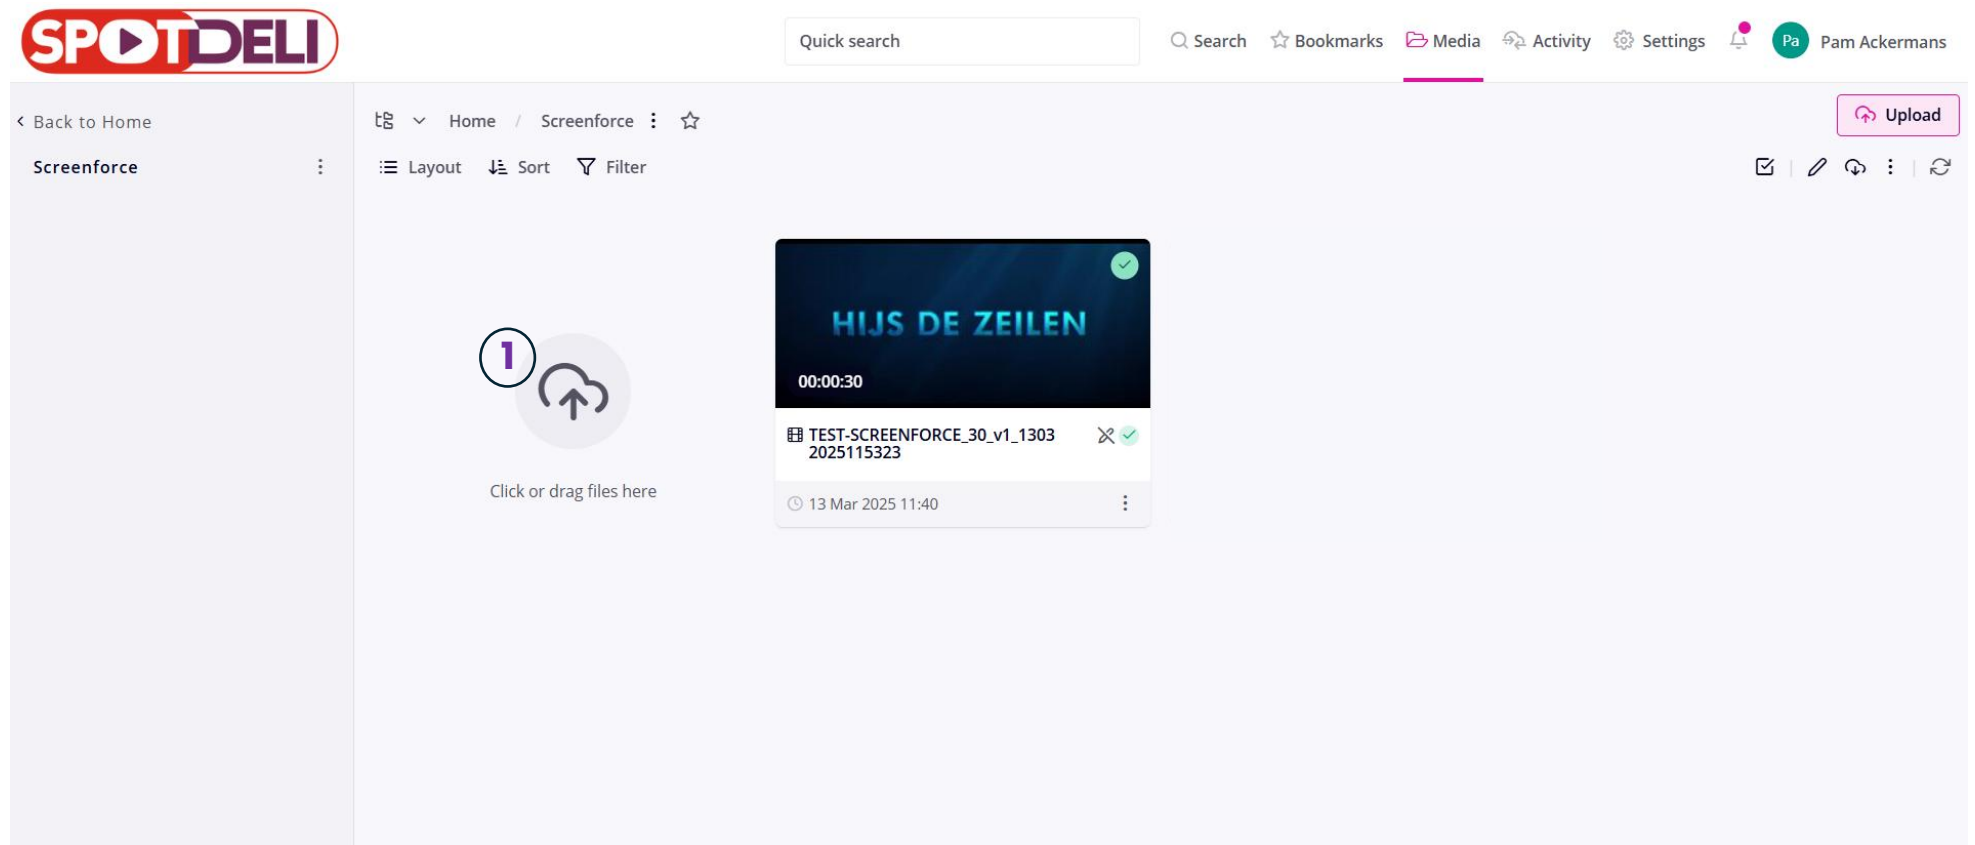 SPOTDELI
Quick search
Search
Bookmarks
Media
Activity
Settings
Pa
Pam Ackermans
Back to Home
Home / Screenforce
Upload
Screenforce
Layout
Sort
Filter
HIJS DE ZEILEN
1
00:00:30
TEST-SCREENFORCE_30_v1_1303
2025115323
Click or drag files here
13 Mar 2025 11:40